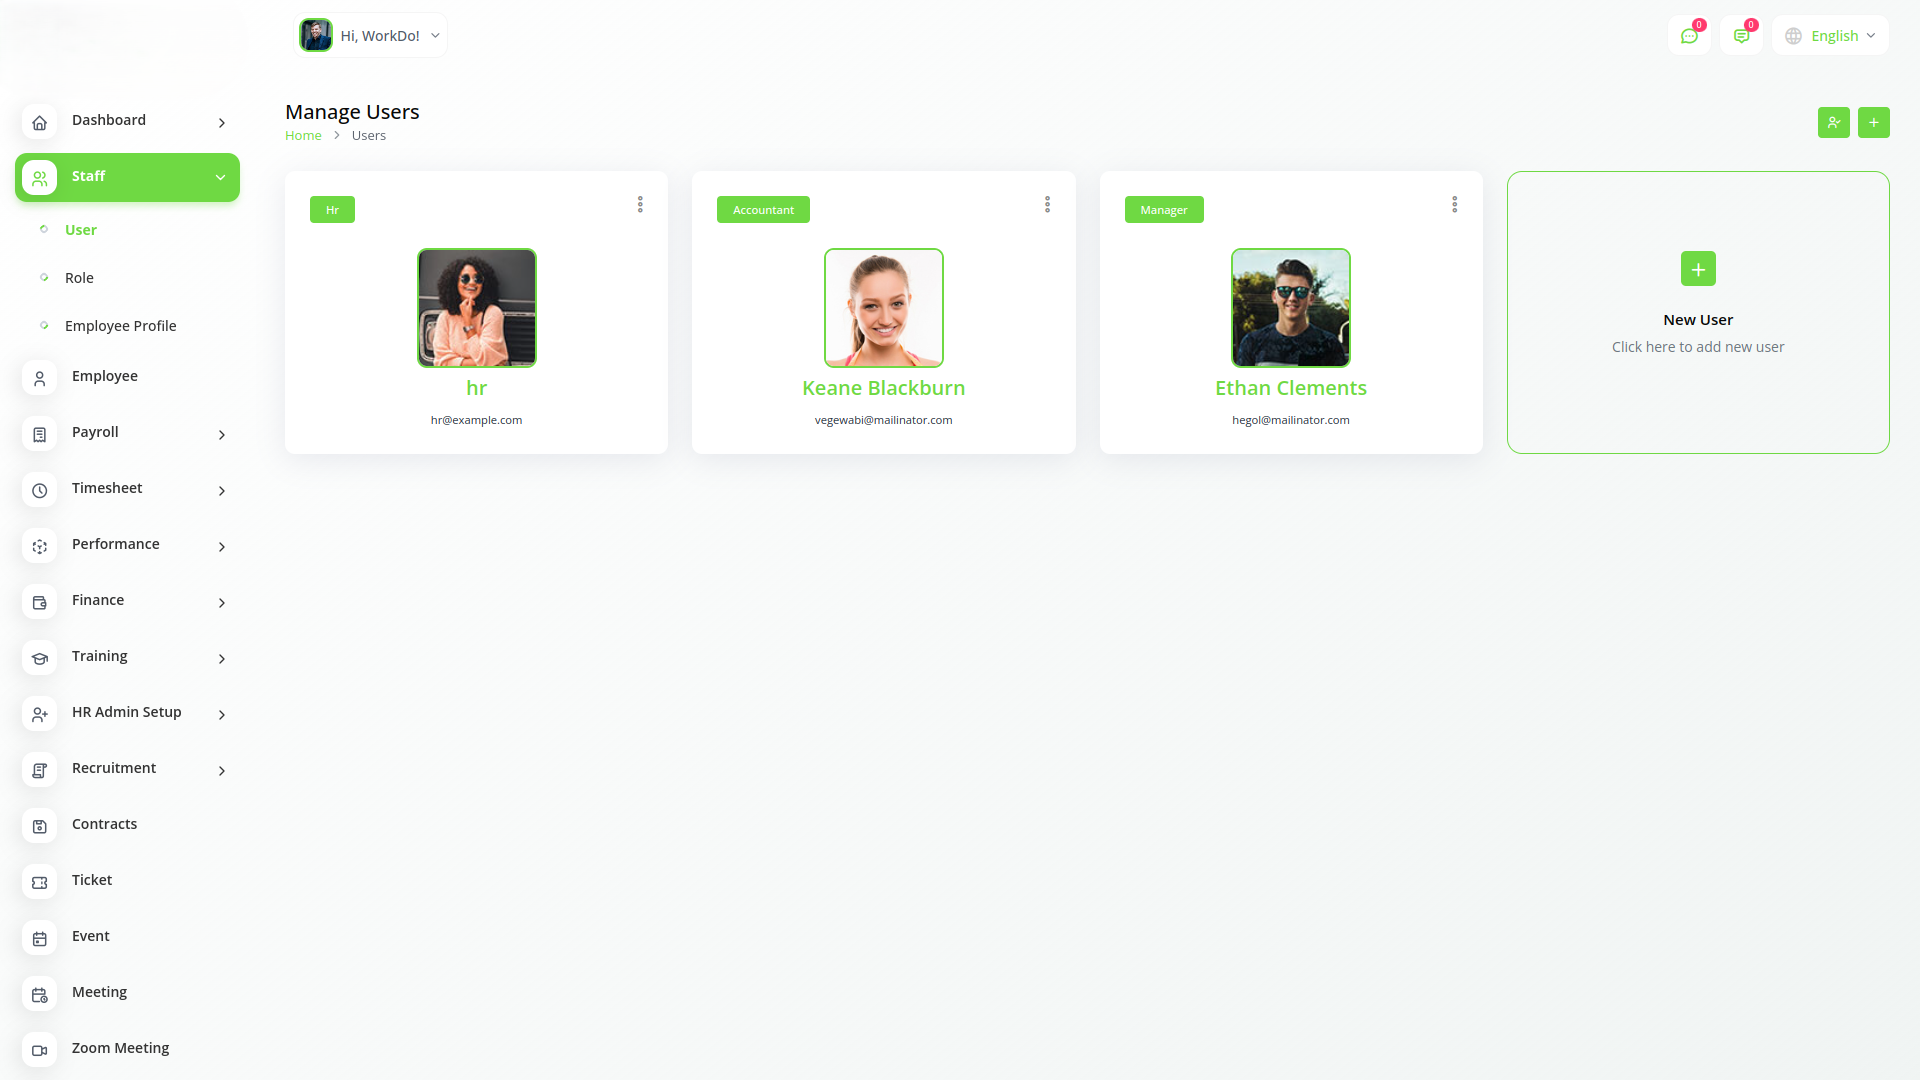 Hi, WorkDo!
0
0
English
Dashboard
Staff
User
Role
Employee Profile
Employee
Payroll
Timesheet
Performance
Finance
Training
HR Admin Setup
Recruitment
Contracts
Ticket
Event
Meeting
Zoom Meeting
Manage Users
Home > Users
Hr
hr
hr@example.com
Accountant
Keane Blackburn
vegewabi@mailinator.com
Manager
Ethan Clements
hegol@mailinator.com
New User
Click here to add new user